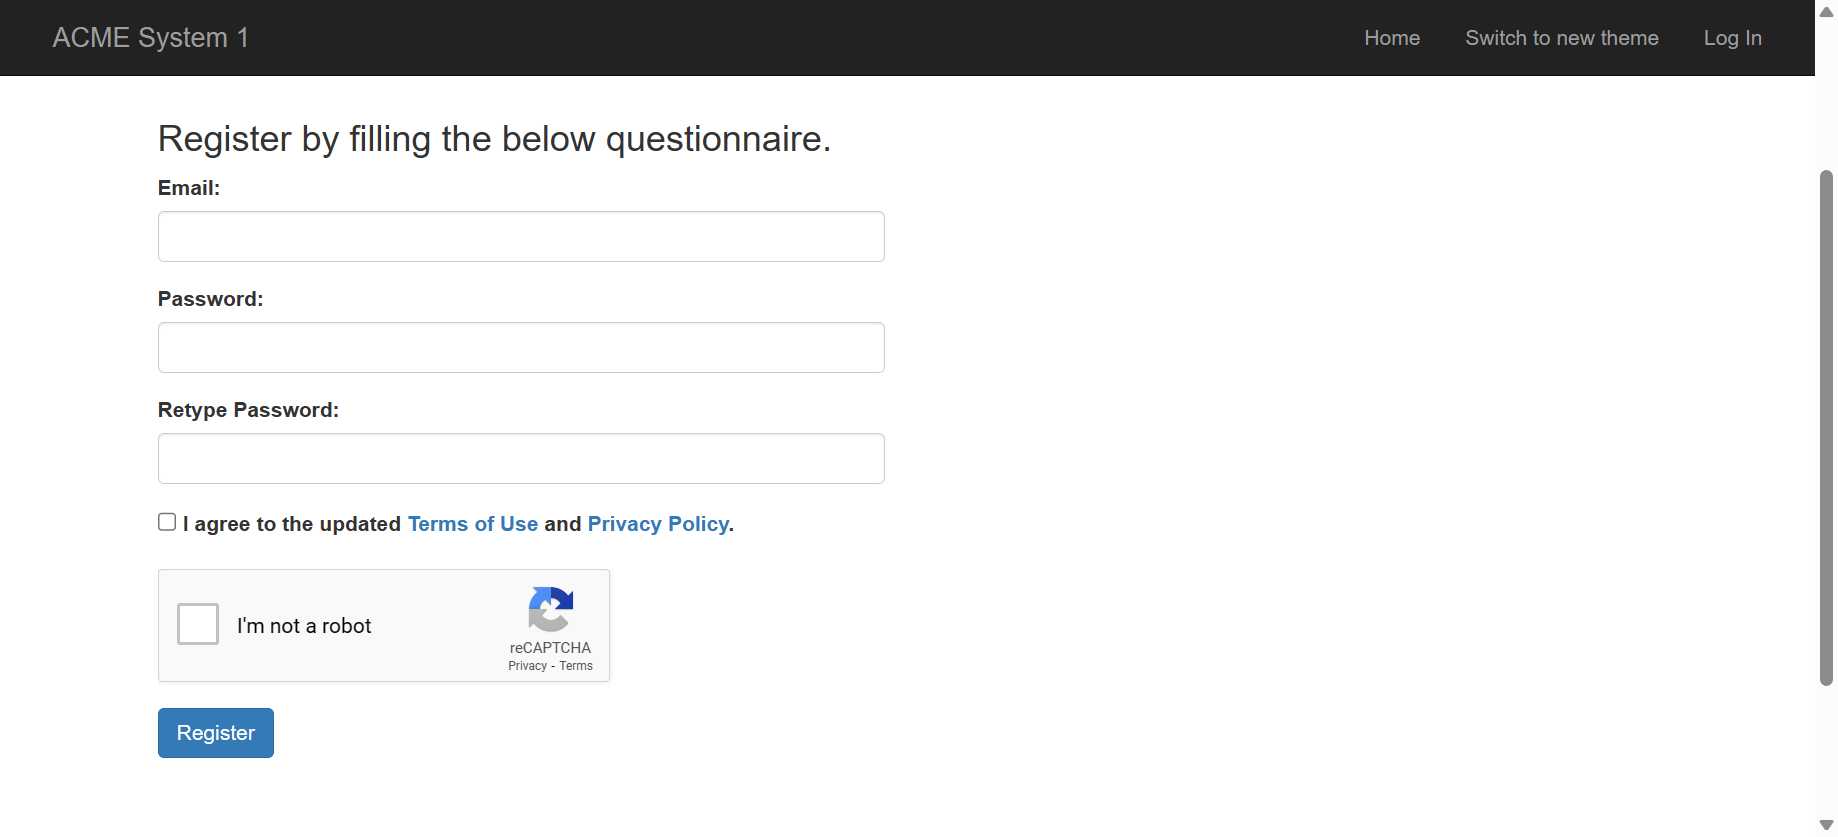 ACME System 1
Home
Switch to new theme
Log In
Register by filling the below questionnaire.
Email:
Password:
Retype Password:
I agree to the updated Terms of Use and Privacy Policy.
I'm not a robot
reCAPTCHA
Privacy - Terms
Register